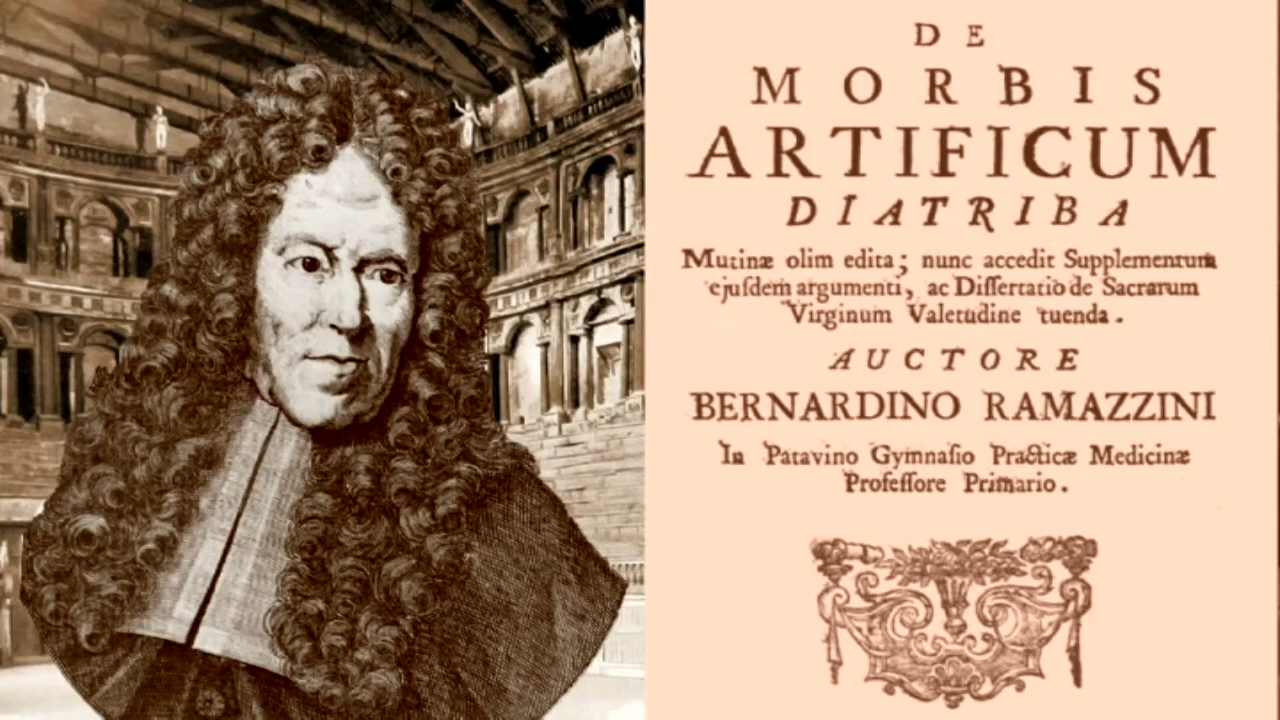 DE
MORBIS
ARTIFICUM
DIATRIBA
Mutinæ olim edita; nunc accedit Supplementum
ejuſdem argumenti, ac Diſſertatio de Sacrarum
Virginum Valetudine tuenda.
AUCTORE
BERNARDINO RAMAZZINI
In Patavino Gymnaſio Practicæ Medicinæ
Profeſſore Primario.